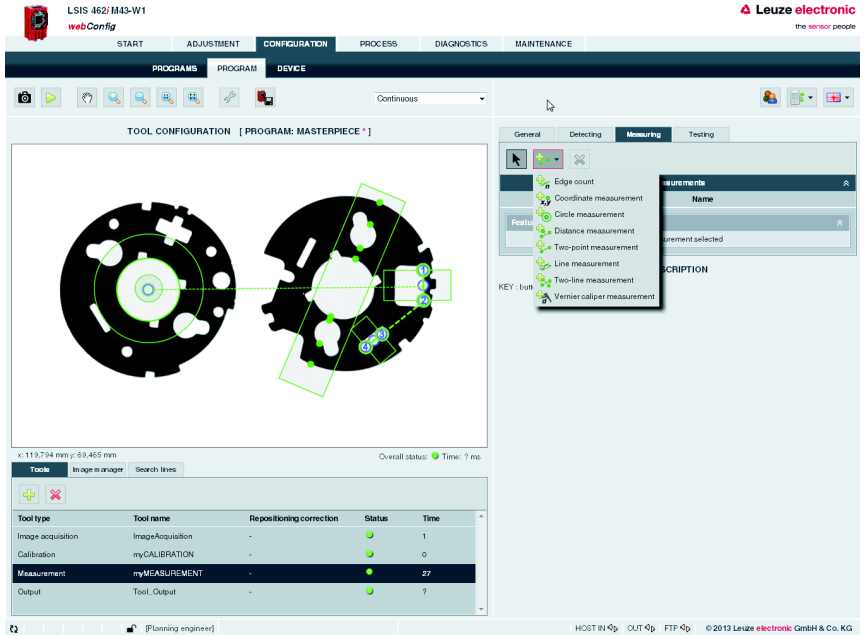 LSIS 462i M43-W1
webConfig
Leuze electronic
the sensor people
START ADJUSTMENT CONFIGURATION PROCESS DIAGNOSTICS MAINTENANCE
PROGRAMS PROGRAM DEVICE
Continuous
TOOL CONFIGURATION [ PROGRAM: MASTERPIECE * ]
General Detecting Measuring Testing
Edge count
Coordinate measurement
Circle measurement
Distance measurement
Two-point measurement
Line measurement
Two-line measurement
Vernier caliper measurement
asurements
Name
Featu
urement selected
SCRIPTION
KEY : butt
1
2
3
4
x: 119,794 mm y: 69,465 mm
Overall status: Time: ? ms
Tools Image manager Search lines
Tool type Tool name Repositioning correction Status Time
Image acquisition ImageAcquisition - 1
Calibration myCALIBRATION - 0
Measurement myMEASUREMENT - 27
Output Tool_Output - ?
[Planning engineer]
HOST IN OUT FTP © 2013 Leuze electronic GmbH & Co. KG